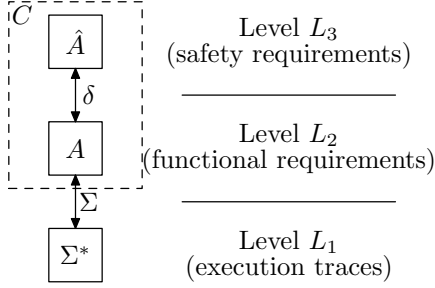 C
Â
Level L₃
(safety requirements)
δ
A
Level L₂
(functional requirements)
Σ
Σ*
Level L₁
(execution traces)